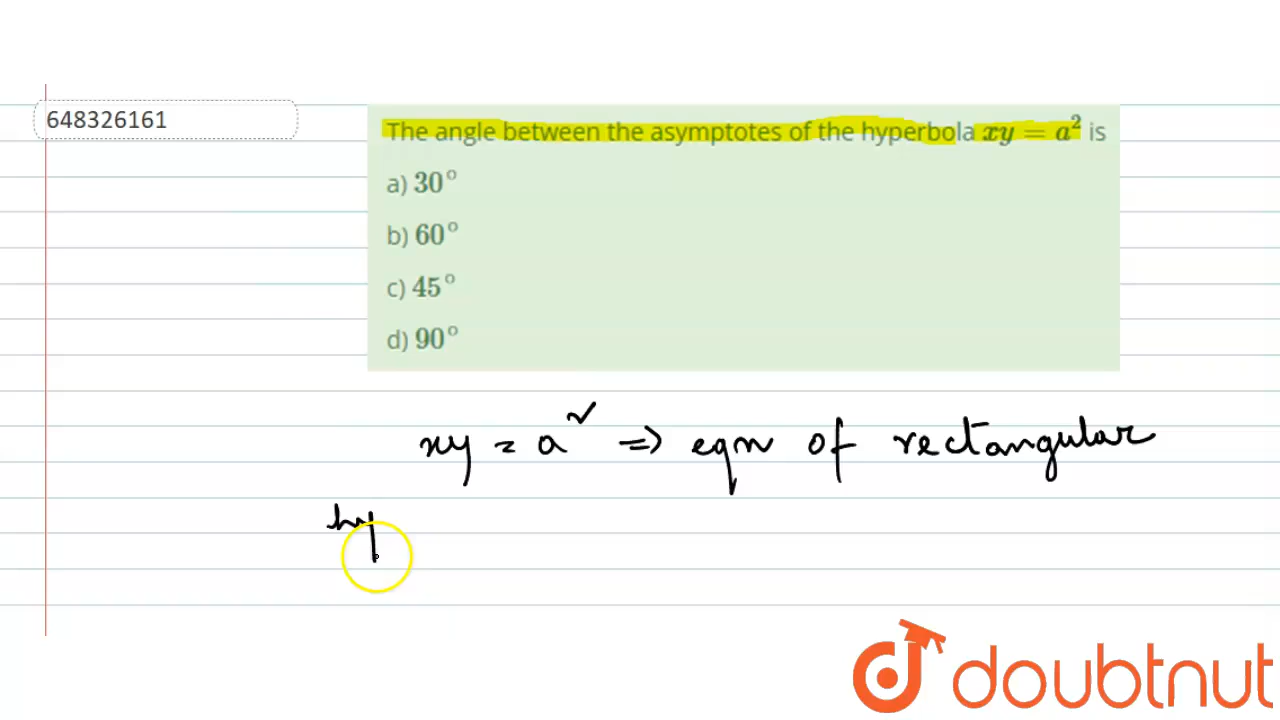 648326161
The angle between the asymptotes of the hyperbola xy = a² is
a) 30°
b) 60°
c) 45°
d) 90°
xy = a² ⇒ eqn of rectangular
hy
doubtnut